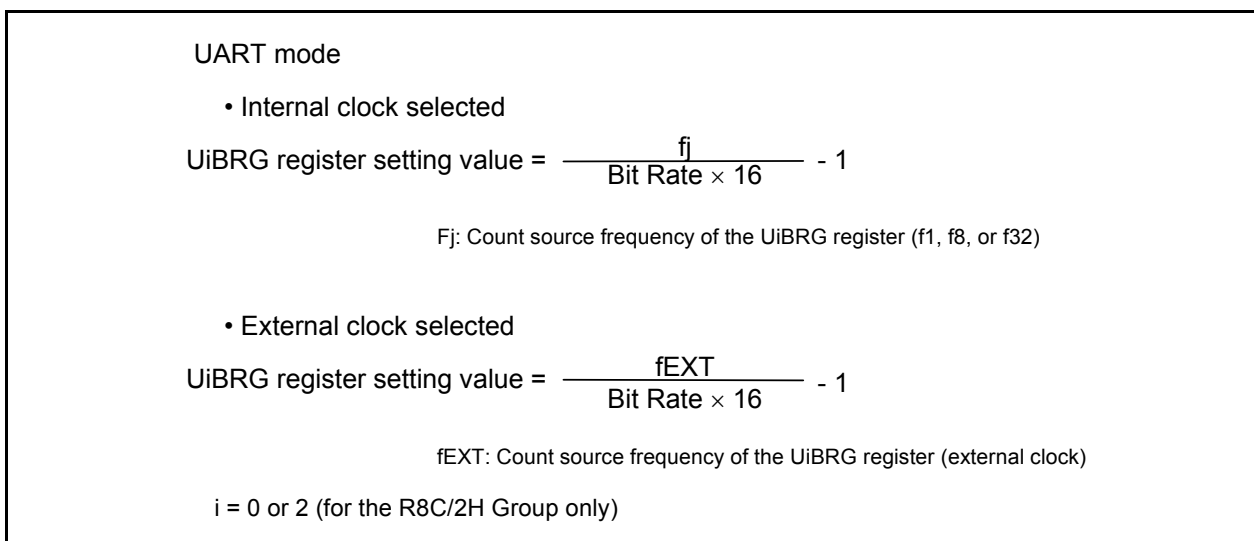 UART mode
• Internal clock selected
UiBRG register setting value = fj / Bit Rate × 16 - 1
Fj: Count source frequency of the UiBRG register (f1, f8, or f32)
• External clock selected
UiBRG register setting value = fEXT / Bit Rate × 16 - 1
fEXT: Count source frequency of the UiBRG register (external clock)
i = 0 or 2 (for the R8C/2H Group only)